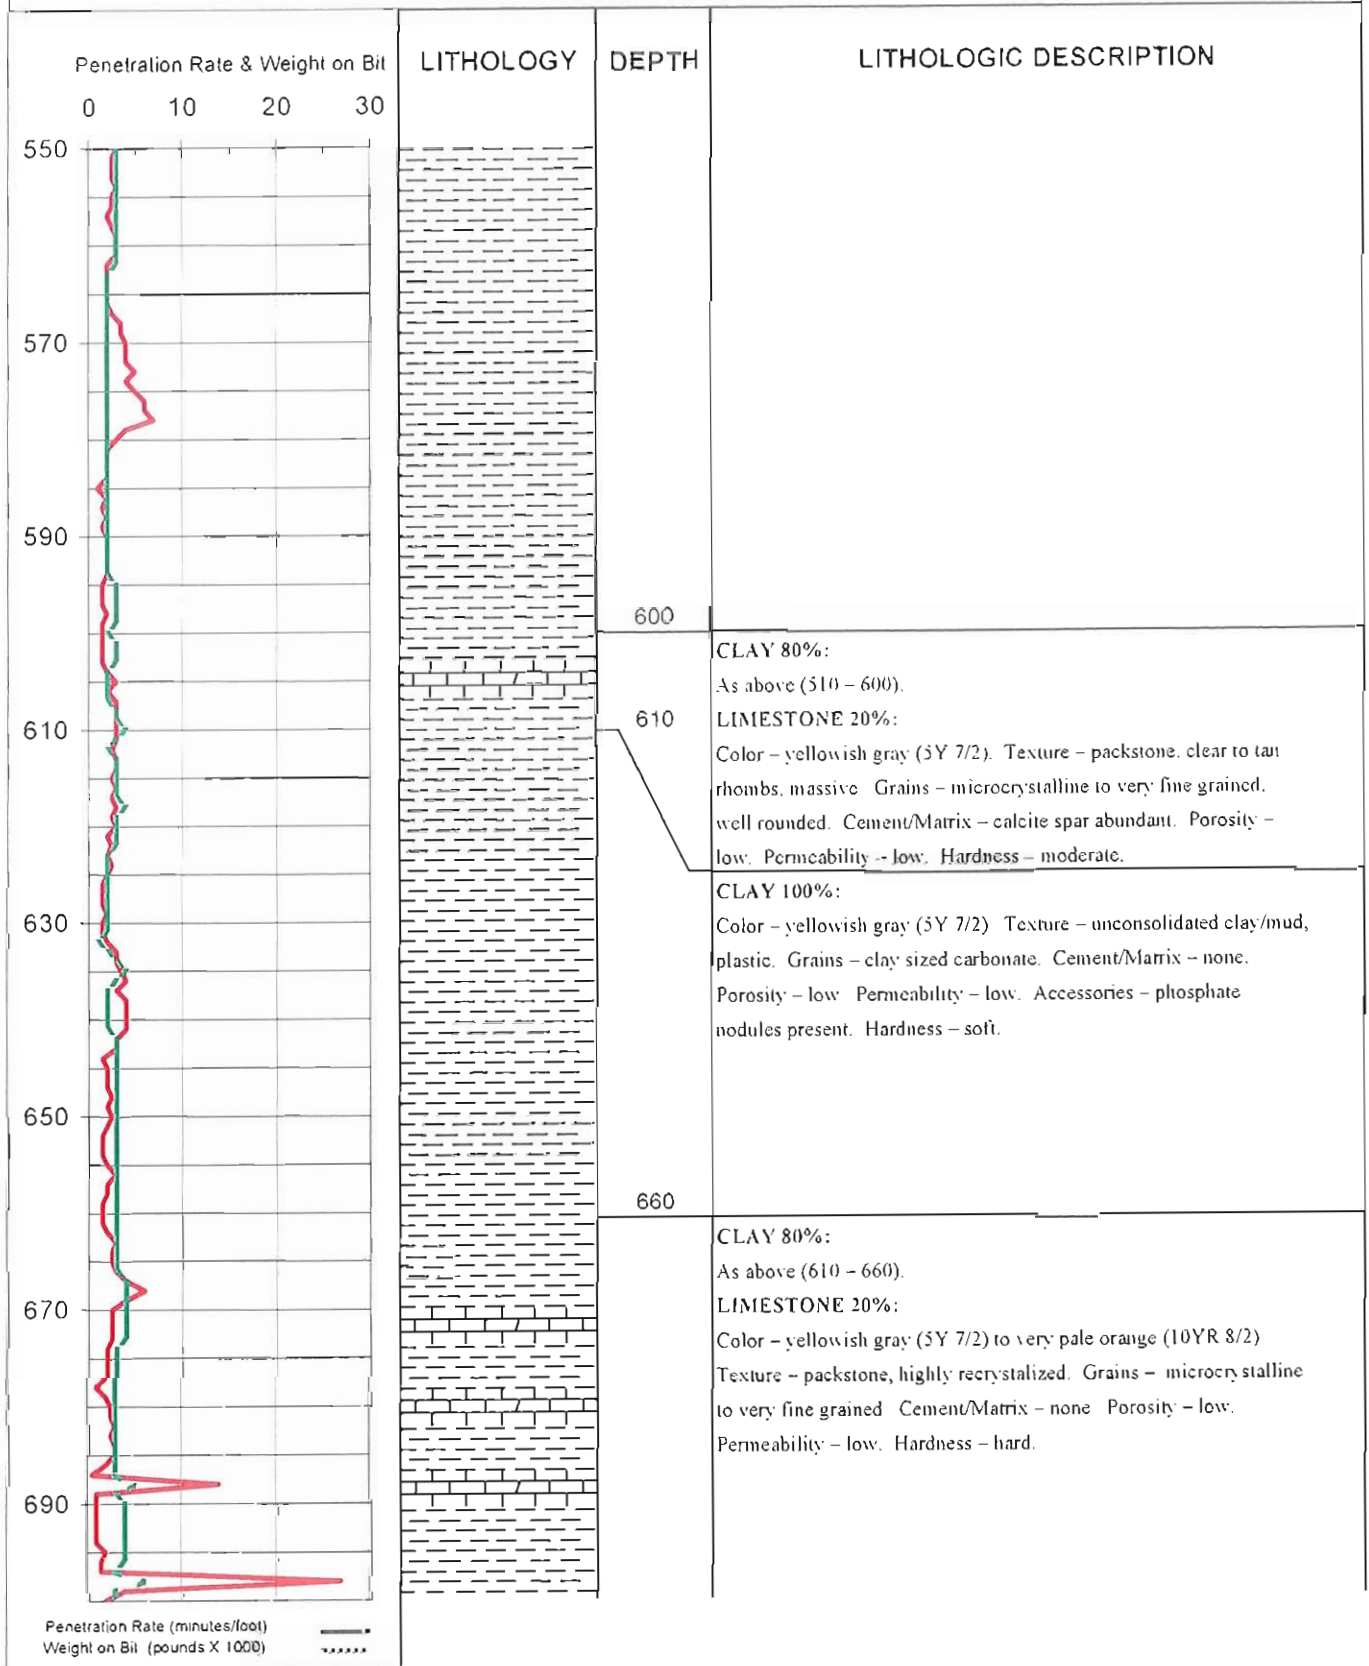 Penetration Rate & Weight on Bit
LITHOLOGY
DEPTH
LITHOLOGIC DESCRIPTION
0 10 20 30
550
570
590
610
630
650
670
690
600
CLAY 80%:
As above (510 – 600).
LIMESTONE 20%:
Color – yellowish gray (5Y 7/2). Texture – packstone. clear to tan
rhombs, massive Grains – microcrystalline to very fine grained,
well rounded. Cement/Matrix – calcite spar abundant. Porosity –
low. Permeability - low. Hardness – moderate.
610
CLAY 100%:
Color – yellowish gray (5Y 7/2) Texture – unconsolidated clay/mud,
plastic. Grains – clay sized carbonate. Cement/Matrix – none.
Porosity – low Permeability – low. Accessories – phosphate
nodules present. Hardness – soft.
660
CLAY 80%:
As above (610 – 660).
LIMESTONE 20%:
Color – yellowish gray (5Y 7/2) to very pale orange (10YR 8/2)
Texture – packstone, highly recrystalized. Grains – microcrystalline
to very fine grained Cement/Matrix – none Porosity – low.
Permeability – low. Hardness – hard.
Penetration Rate (minutes/foot)
Weight on Bit (pounds X 1000)